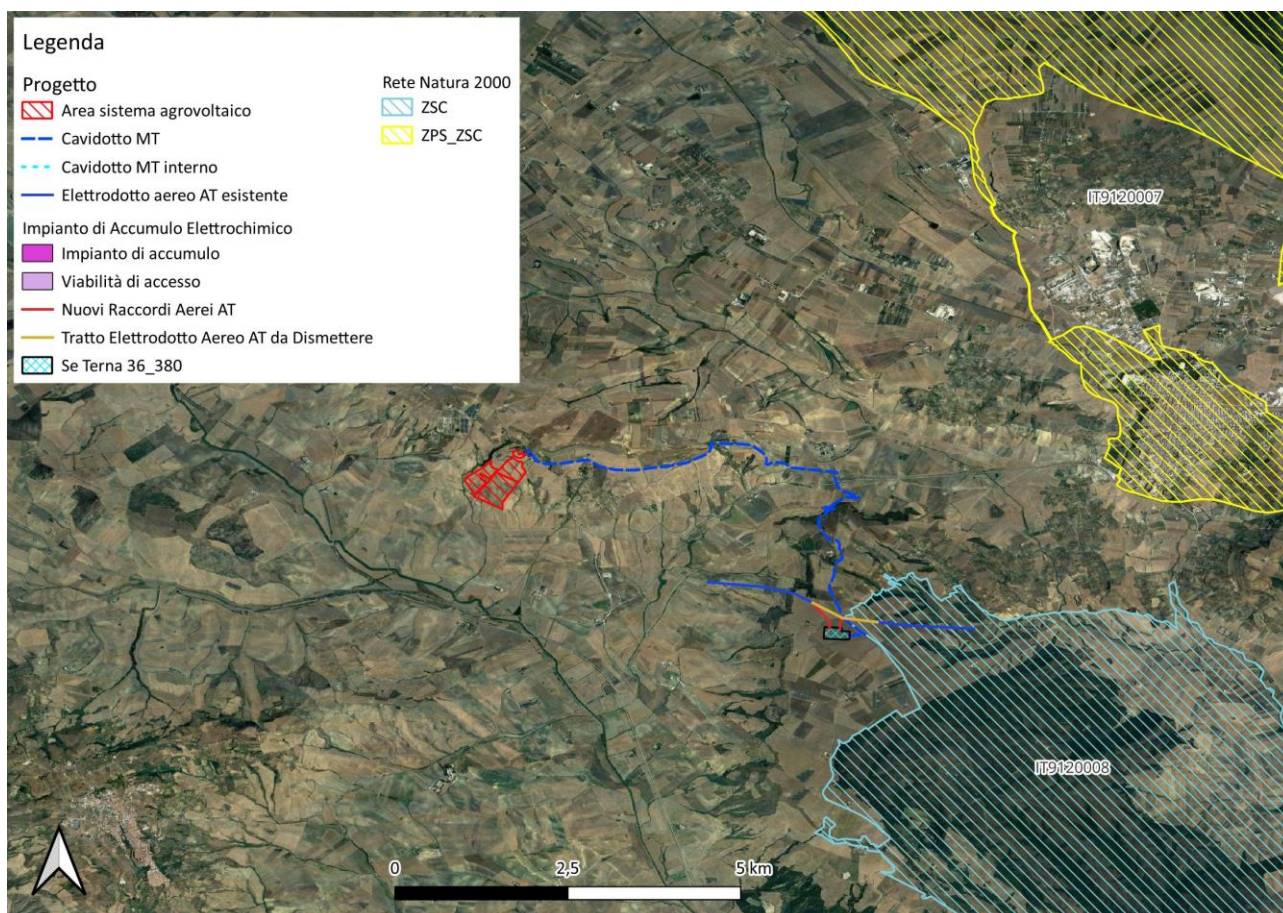 Legenda
Progetto
Area sistema agrovoltaico
Cavidotto MT
Cavidotto MT interno
Elettrodotto aereo AT esistente
Impianto di Accumulo Elettrochimico
Impianto di accumulo
Viabilità di accesso
Nuovi Raccordi Aerei AT
Tratto Elettrodotto Aereo AT da Dismettere
Se Terna 36_380
Rete Natura 2000
ZSC
ZPS_ZSC
IT9120007
IT9120008
0 2,5 5 km